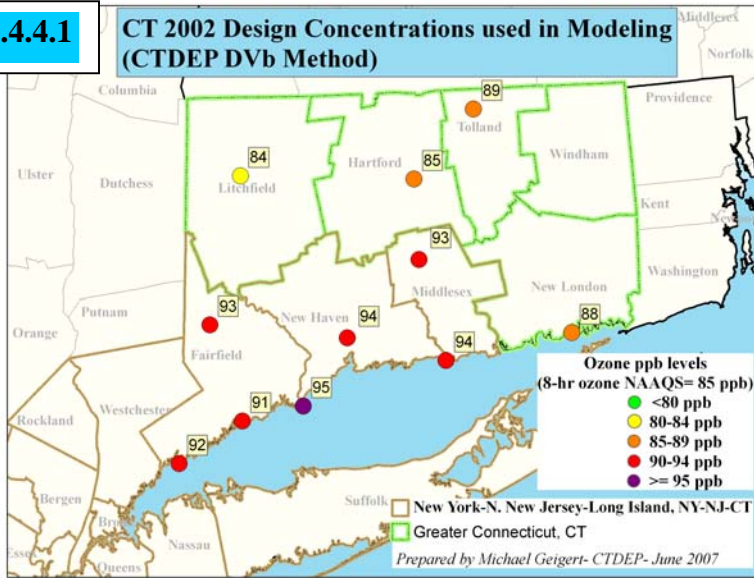 .4.4.1
CT 2002 Design Concentrations used in Modeling
(CTDEP DVb Method)
Middlesex
Norfolk
Columbia
Providence
89
Tolland
84
Litchfield
Hartford
85
Windham
Ulster
Dutchess
Kent
93
Middlesex
New London
Washington
Putnam
Orange
93
Fairfield
New Haven
94
94
88
95
91
92
Rockland
Westchester
Bergen
Essex
Queens
Nassau
Suffolk
Ozone ppb levels
(8-hr ozone NAAQS= 85 ppb)
<80 ppb
80-84 ppb
85-89 ppb
90-94 ppb
>= 95 ppb
New York-N. New Jersey-Long Island, NY-NJ-CT
Greater Connecticut, CT
Prepared by Michael Geigert- CTDEP- June 2007